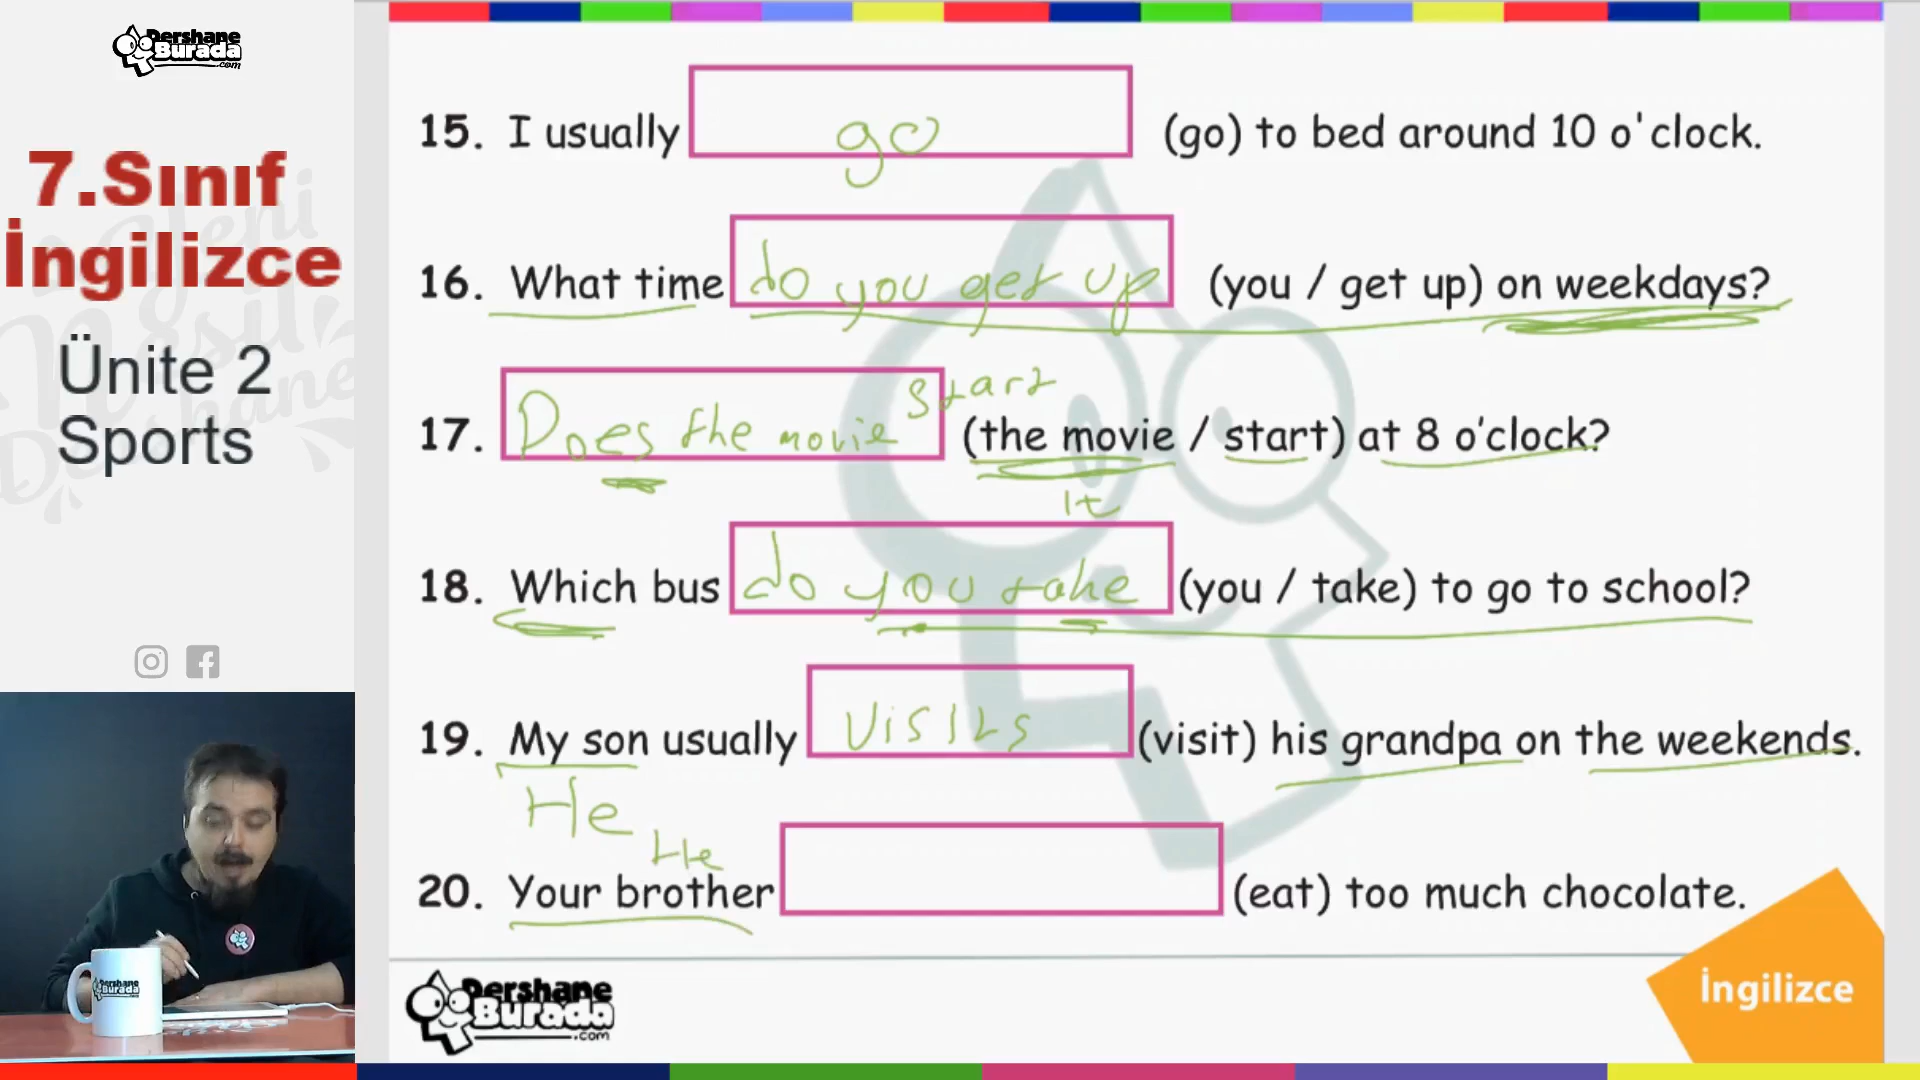 Dershane
Burada
.com
7.Sınıf
İngilizce
Ünite 2
Sports
15. I usually go (go) to bed around 10 o'clock.
16. What time do you get up (you / get up) on weekdays?
17. Does the movie start (the movie / start) at 8 o'clock?
It
18. Which bus do you take (you / take) to go to school?
19. My son usually visits (visit) his grandpa on the weekends.
He
He
20. Your brother (eat) too much chocolate.
Dershane
Burada
.com
İngilizce
Dershane
Burada